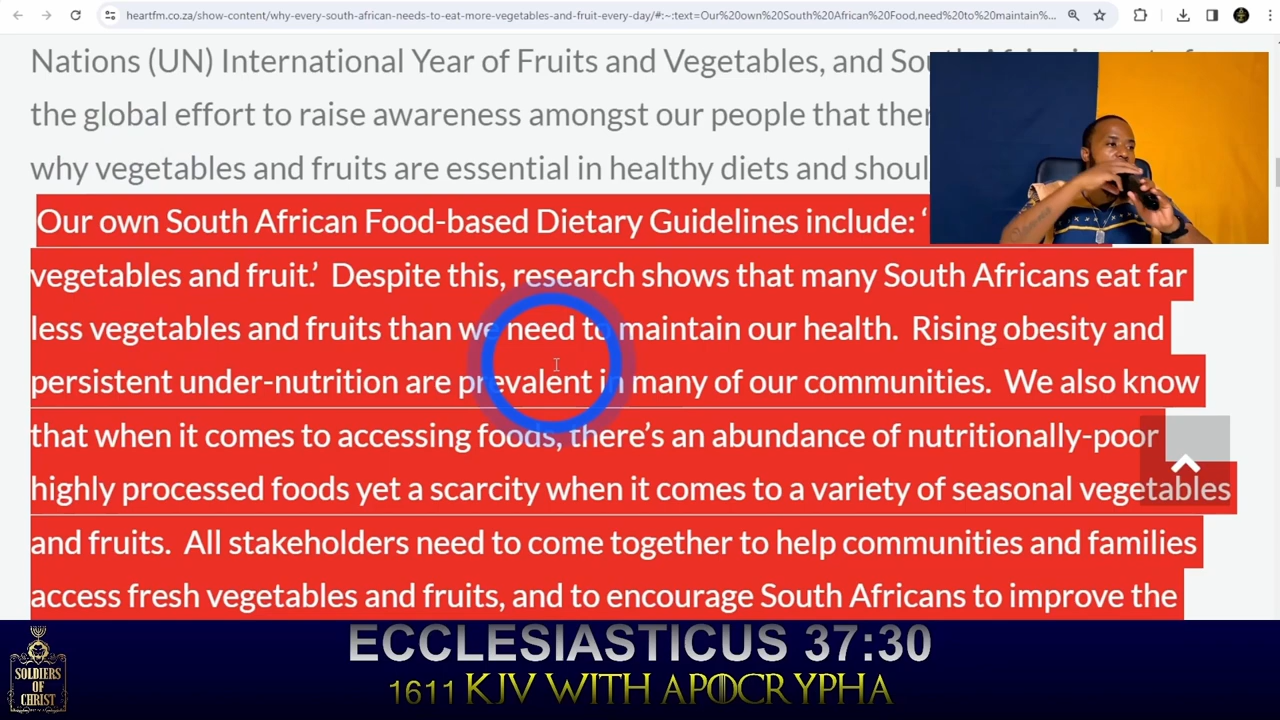 heartfm.co.za/show-content/why-every-south-african-needs-to-eat-more-vegetables-and-fruit-every-day/#:~:text=Our%20own%20South%20African%20Food,need%20to%20maintain%...
Nations (UN) International Year of Fruits and Vegetables, and
the global effort to raise awareness amongst our people that
why vegetables and fruits are essential in healthy diets and
Our own South African Food-based Dietary Guidelines include: ‘
vegetables and fruit.’ Despite this, research shows that many South Africans eat far
less vegetables and fruits than we need to maintain our health. Rising obesity and
persistent under-nutrition are prevalent in many of our communities. We also know
that when it comes to accessing foods, there’s an abundance of nutritionally-poor
highly processed foods yet a scarcity when it comes to a variety of seasonal vegetables
and fruits. All stakeholders need to come together to help communities and families
access fresh vegetables and fruits, and to encourage South Africans to improve the
ECCLESIASTICUS 37:30
1611 KJV WITH APOCRYPHA
SOLDIERS
OF
CHRIST